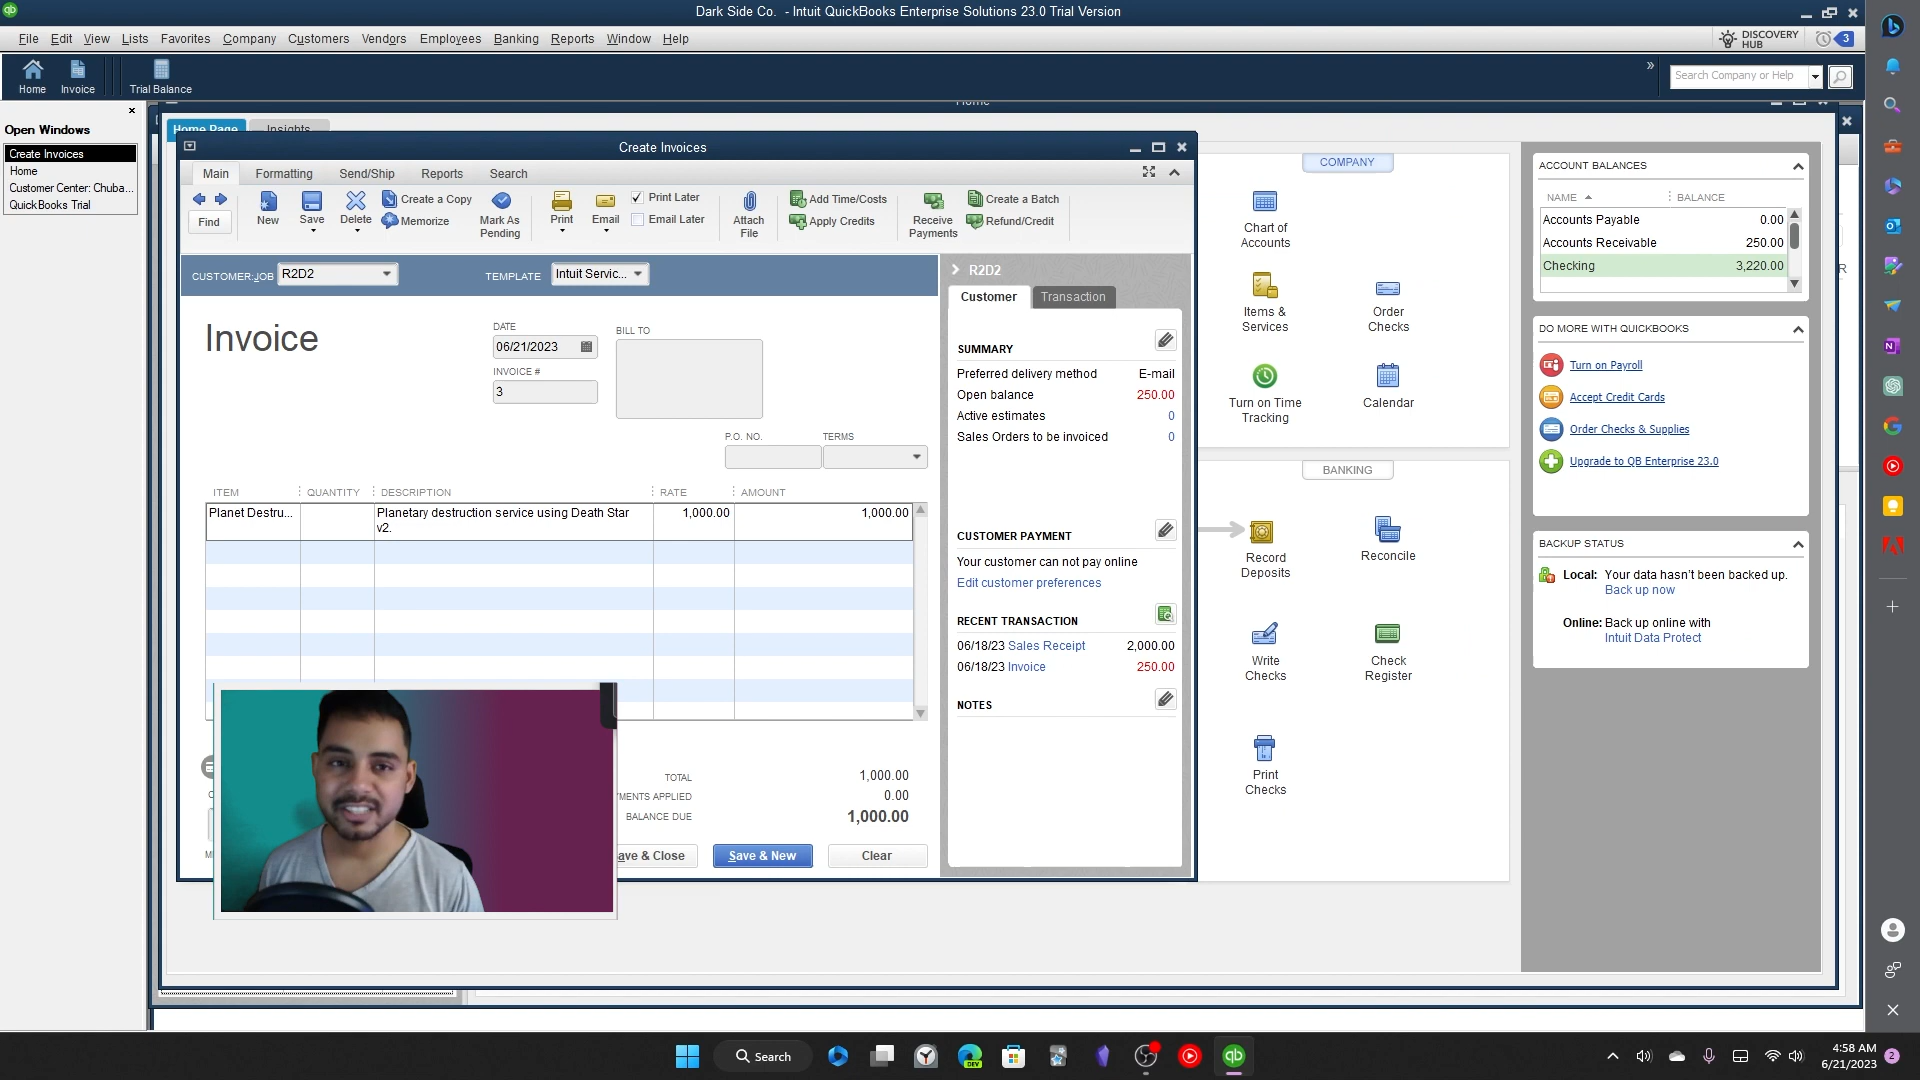 Dark Side Co. - Intuit QuickBooks Enterprise Solutions 23.0 Trial Version
File Edit View Lists Favorites Company Customers Vendors Employees Banking Reports Window Help
DISCOVERY
HUB
3
Home Invoice Trial Balance
Search Company or Help
Open Windows
Create Invoices
Home
Customer Center: Chuba...
QuickBooks Trial
Home
Home Page Insights
Create Invoices
Main Formatting Send/Ship Reports Search
Find
New
Save
Delete
Create a Copy
Memorize
Mark As
Pending
Print
Email
Print Later
Email Later
Attach
File
Add Time/Costs
Apply Credits
Receive
Payments
Create a Batch
Refund/Credit
CUSTOMER:JOB R2D2 TEMPLATE Intuit Servic...
Invoice
DATE
06/21/2023
INVOICE #
3
BILL TO
P.O. NO. TERMS
ITEM QUANTITY DESCRIPTION RATE AMOUNT
Planet Destru... Planetary destruction service using Death Star 1,000.00 1,000.00
v2.
TOTAL 1,000.00
MENTS APPLIED 0.00
BALANCE DUE 1,000.00
ave & Close Save & New Clear
R2D2
Customer Transaction
SUMMARY
Preferred delivery method E-mail
Open balance 250.00
Active estimates 0
Sales Orders to be invoiced 0
CUSTOMER PAYMENT
Your customer can not pay online
Edit customer preferences
RECENT TRANSACTION
06/18/23 Sales Receipt 2,000.00
06/18/23 Invoice 250.00
NOTES
COMPANY
Chart of
Accounts
Items &
Services
Order
Checks
Turn on Time
Tracking
Calendar
BANKING
Record
Deposits
Reconcile
Write
Checks
Check
Register
Print
Checks
ACCOUNT BALANCES
NAME BALANCE
Accounts Payable 0.00
Accounts Receivable 250.00
Checking 3,220.00
DO MORE WITH QUICKBOOKS
Turn on Payroll
Accept Credit Cards
Order Checks & Supplies
Upgrade to QB Enterprise 23.0
BACKUP STATUS
Local: Your data hasn't been backed up.
Back up now
Online: Back up online with
Intuit Data Protect
Search
DEV
4:58 AM
6/21/2023
2